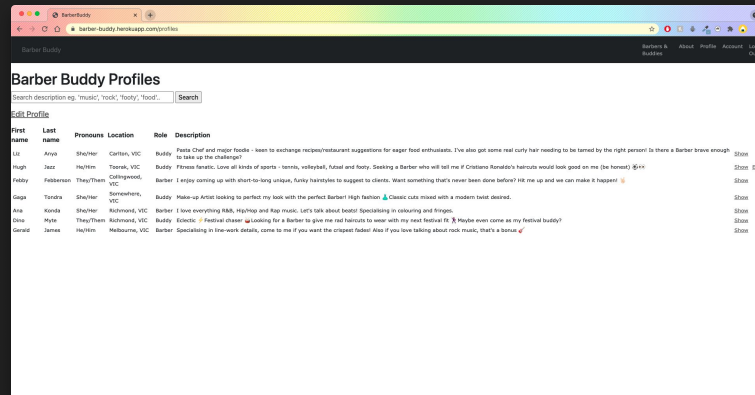 BarberBuddy
barber-buddy.herokuapp.com/profiles
Barber Buddy
Barbers & Buddies About Profile Account
Barber Buddy Profiles
Search description eg. 'music', 'rock', 'footy', 'food'.. Search
Edit Profile
First name Last name Pronouns Location Role Description
Liz Anya She/Her Carlton, VIC Buddy Pasta Chef and major foodie - keen to exchange recipes/restaurant suggestions for eager food enthusiasts. I've also got some real curly hair needing to be tamed by the right person! Is there a Barber brave enough
to take up the challenge? Show
Hugh Jazz He/Him Toorak, VIC Buddy Fitness fanatic. Love all kinds of sports - tennis, volleyball, futsal and footy. Seeking a Barber who will tell me if Cristiano Ronaldo's haircuts would look good on me (be honest) Show
Febby Febberson They/Them Collingwood, VIC Barber I enjoy coming up with short-to-long unique, funky hairstyles to suggest to clients. Want something that's never been done before? Hit me up and we can make it happen! Show
Gaga Tondra She/Her Somewhere, VIC Buddy Make-up Artist looking to perfect my look with the perfect Barber! High fashion Classic cuts mixed with a modern twist desired. Show
Ana Konda She/Her Richmond, VIC Barber I love everything R&B, Hip/Hop and Rap music. Let's talk about beats! Specialising in colouring and fringes. Show
Dino Myte They/Them Richmond, VIC Buddy Eclectic Festival chaser Looking for a Barber to give me rad haircuts to wear with my next festival fit Maybe even come as my festival buddy? Show
Gerald James He/Him Melbourne, VIC Barber Specialising in line-work details, come to me if you want the crispest fades! Also if you love talking about rock music, that's a bonus Show